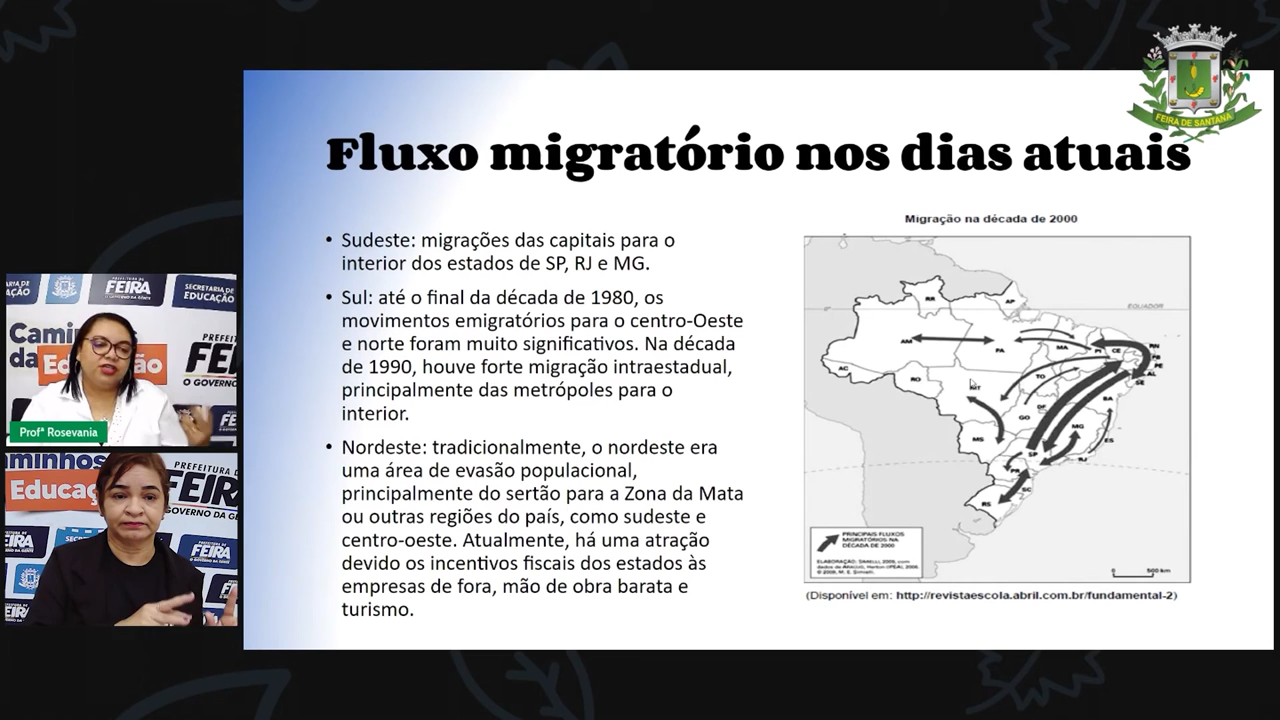 FEIRA DE SANTANA
Fluxo migratório nos dias atuais
• Sudeste: migrações das capitais para o
interior dos estados de SP, RJ e MG.
• Sul: até o final da década de 1980, os
movimentos emigratórios para o centro-Oeste
e norte foram muito significativos. Na década
de 1990, houve forte migração intraestadual,
principalmente das metrópoles para o
interior.
• Nordeste: tradicionalmente, o nordeste era
uma área de evasão populacional,
principalmente do sertão para a Zona da Mata
ou outras regiões do país, como sudeste e
centro-oeste. Atualmente, há uma atração
devido os incentivos fiscais dos estados às
empresas de fora, mão de obra barata e
turismo.
Migração na década de 2000
EQUADOR
RR
AP
AM
PA
MA
PI
CE
RN
PB
PE
AL
SE
AC
RO
MT
TO
BA
DF
GO
MG
MS
ES
SP
RJ
PR
SC
RS
PRINCIPAIS FLUXOS
MIGRATÓRIOS NA
DÉCADA DE 2000
0 500 km
(Disponível em: http://revistaescola.abril.com.br/fundamental-2)
PREFEITURA DE
FEIRA
SECRETARIA DE
EDUCAÇÃO
Profª Rosevania
O GOVERNO
PREFEITURA D
FEIRA
GOVERNO DA GE
Educaç